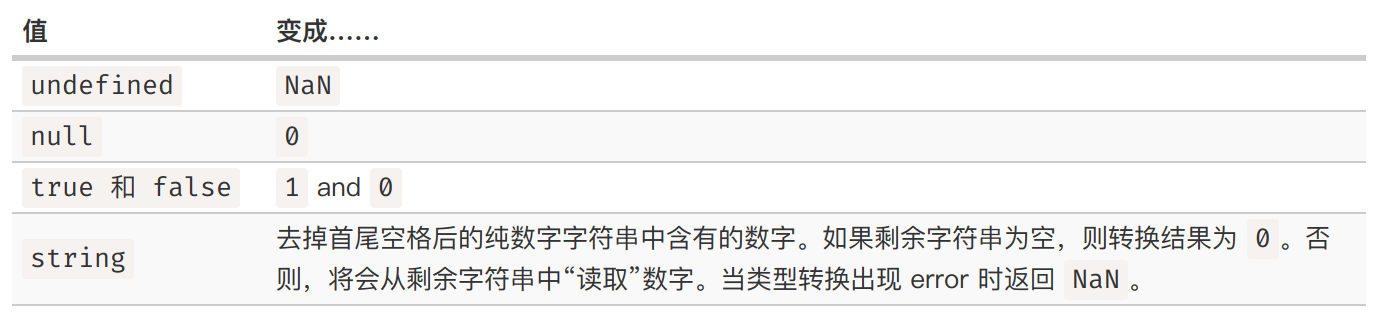 值 变成……
undefined NaN
null 0
true 和 false 1 and 0
string 去掉首尾空格后的纯数字字符串中含有的数字。如果剩余字符串为空，则转换结果为 0。否
则，将会从剩余字符串中“读取”数字。当类型转换出现 error 时返回 NaN。